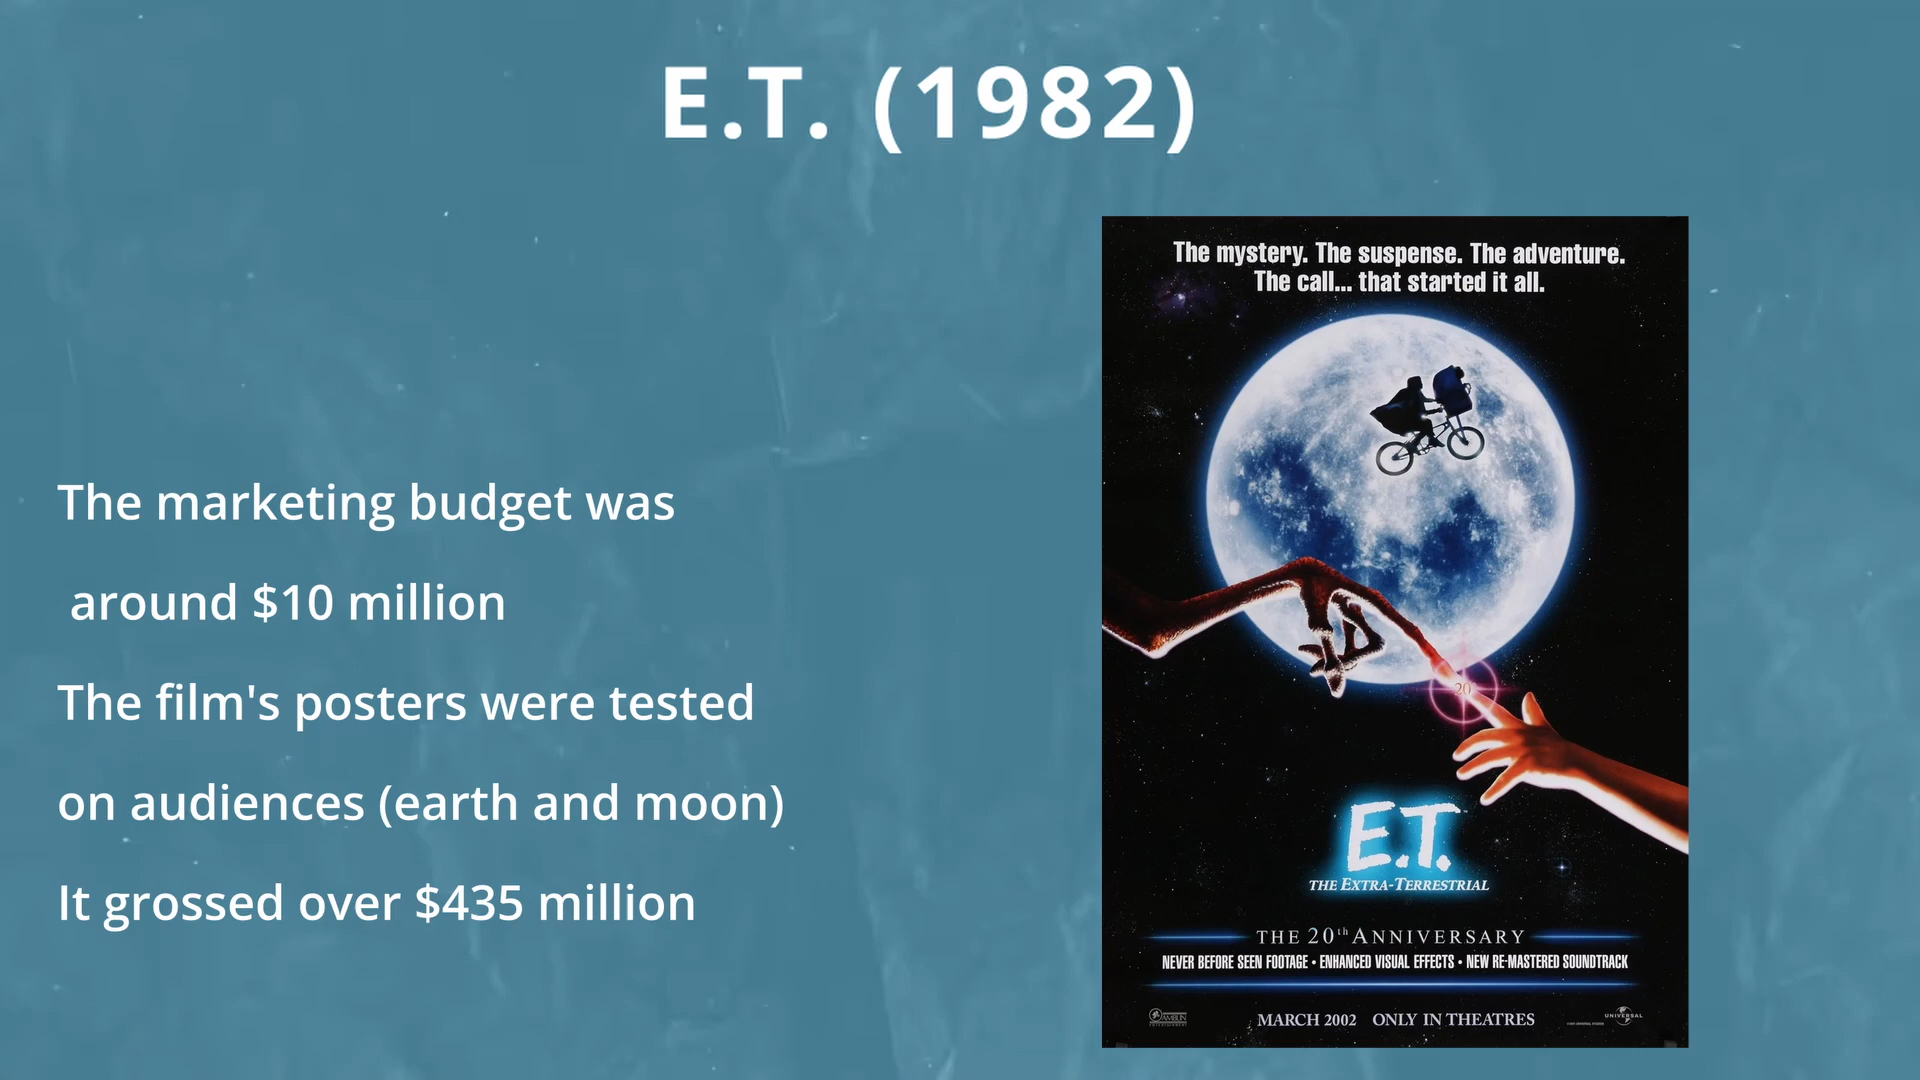 E.T. (1982)
The marketing budget was
around $10 million
The film's posters were tested
on audiences (earth and moon)
It grossed over $435 million
The mystery. The suspense. The adventure.
The call... that started it all.
20
E.T.
THE EXTRA-TERRESTRIAL
THE 20th ANNIVERSARY
NEVER BEFORE SEEN FOOTAGE • ENHANCED VISUAL EFFECTS • NEW RE-MASTERED SOUNDTRACK
MARCH 2002 ONLY IN THEATRES
AMBLIN
UNIVERSAL